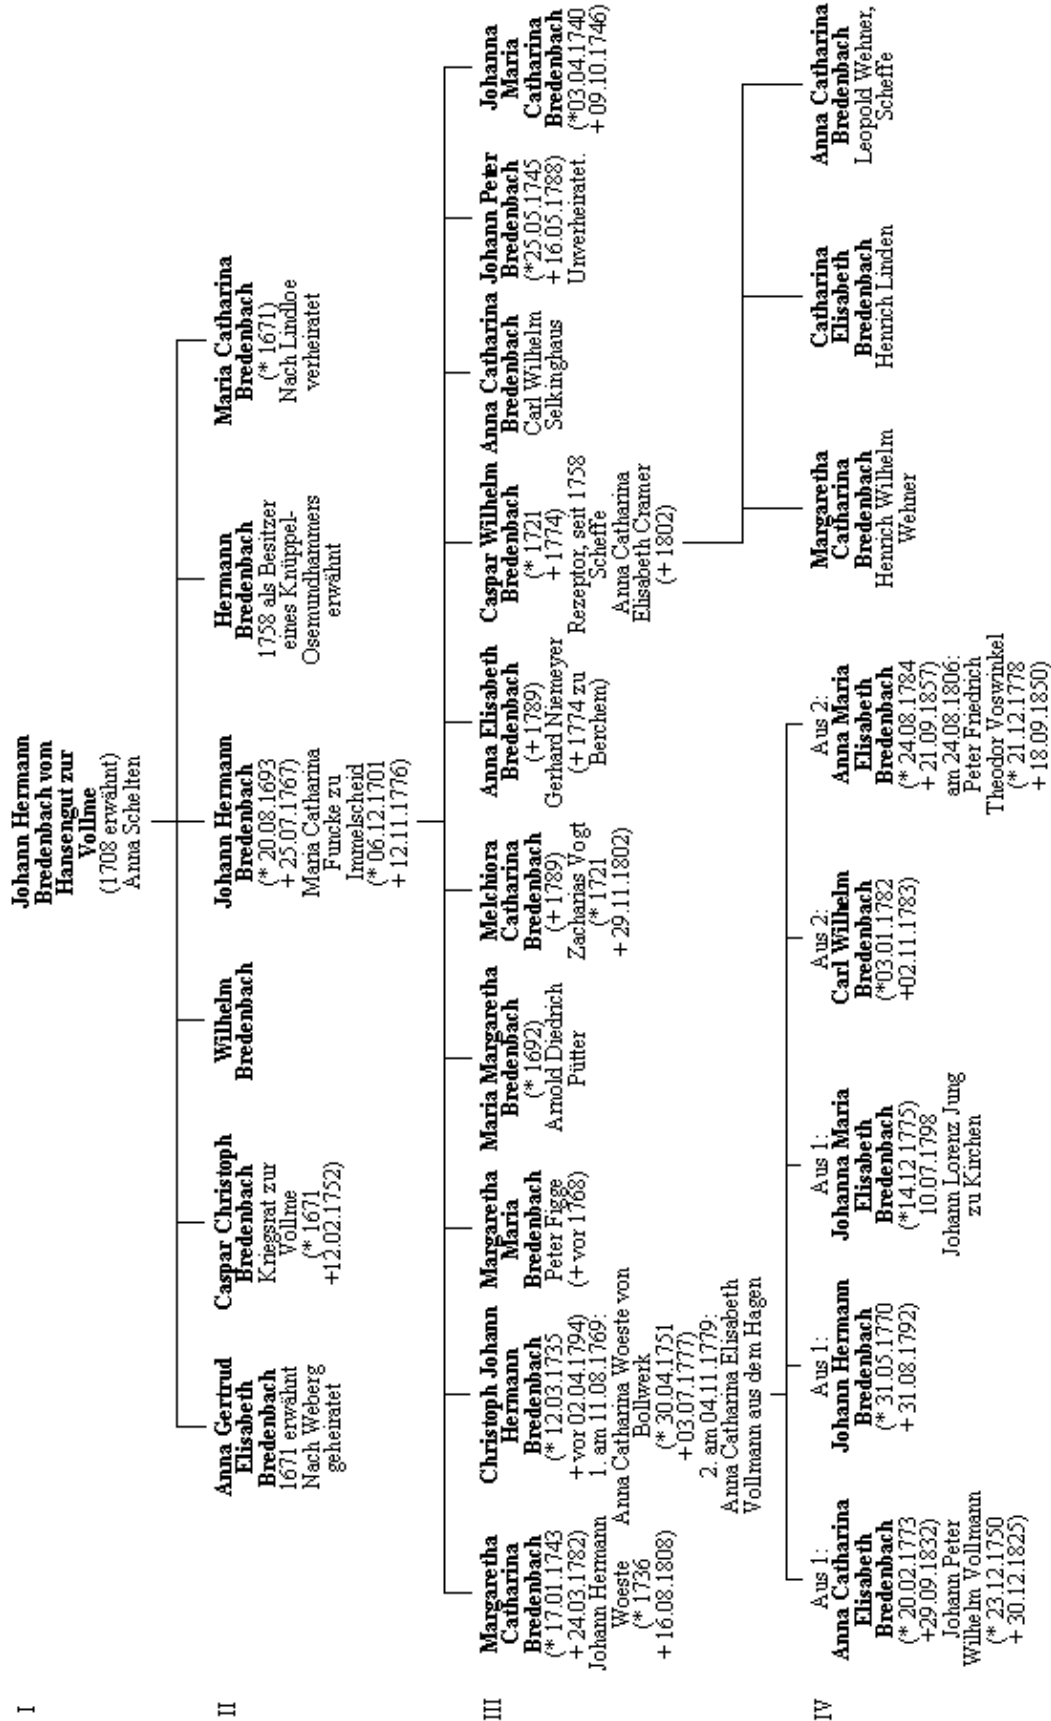 I
Johann Hermann
Bredenbach vom
Hansengut zur
Vollme
(1708 erwähnt)
Anna Schelten
II
Anna Gertrud
Elisabeth
Bredenbach
1671 erwähnt
Nach Weberg
geheiratet
Caspar Christoph
Bredenbach
Kriegsrat zur
Vollme
(* 1671
+12.02.1752)
Wilhelm
Bredenbach
Johann Hermann
Bredenbach
(* 20.08.1693
+ 25.07.1767)
Maria Catharina
Funcke zu
Immelscheid
(* 06.12.1701
+ 12.11.1776)
Hermann
Bredenbach
1758 als Besitzer
eines Knüppel-
Osemundhammers
erwähnt
Maria Catharina
Bredenbach
(* 1671)
Nach Lindloe
verheiratet
III
Margaretha
Catharina
Bredenbach
(* 17.01.1743
+ 24.03.1782)
Johann Hermann
Woeste
(* 1736
+ 16.08.1808)
Christoph Johann
Hermann
Bredenbach
(* 12.03.1735
+ vor 02.04.1794)
1. am 11.08.1769:
Anna Catharina Woeste von
Bollwerk
(* 30.04.1751
+ 03.07.1777)
2. am 04.11.1779:
Anna Catharina Elisabeth
Vollmann aus dem Hagen
Margaretha
Maria
Bredenbach
Peter Figge
(+ vor 1768)
Maria Margaretha
Bredenbach
(* 1692)
Arnold Diedrich
Pütter
Melchiora
Catharina
Bredenbach
(+ 1789)
Zacharias Vogt
(* 1721
+ 29.11.1802)
Anna Elisabeth
Bredenbach
(+ 1789)
Gerhard Niemeyer
(+ 1774 zu
Berchem)
Caspar Wilhelm
Bredenbach
(* 1721
+ 1774)
Rezeptor, seit 1758
Scheffe
Anna Catharina
Elisabeth Cramer
(+ 1802)
Anna Catharina
Bredenbach
Carl Wilhelm
Selkinghaus
Johann Peter
Bredenbach
(*25.05.1745
+ 16.05.1788)
Unverheiratet.
Johanna
Maria
Catharina
Bredenbach
(*03.04.1740
+ 09.10.1746)
IV
Aus 1:
Anna Catharina
Elisabeth
Bredenbach
(* 20.02.1773
+29.09.1832)
Johann Peter
Wilhelm Vollmann
(* 23.12.1750
+ 30.12.1825)
Aus 1:
Johann Hermann
Bredenbach
(* 31.05.1770
+ 31.08.1792)
Aus 1:
Johanna Maria
Elisabeth
Bredenbach
(*14.12.1775)
10.07.1798
Johann Lorenz Jung
zu Kirchen
Aus 2:
Carl Wilhelm
Bredenbach
(*03.01.1782
+02.11.1783)
Aus 2:
Anna Maria
Elisabeth
Bredenbach
(* 24.08.1784
+ 21.09.1857)
am 24.08.1806:
Peter Friedrich
Theodor Voswinkel
(* 21.12.1778
+ 18.09.1850)
Margaretha
Catharina
Bredenbach
Henrich Wilhelm
Wehner
Catharina
Elisabeth
Bredenbach
Henrich Linden
Anna Catharina
Bredenbach
Leopold Wehner,
Scheffe